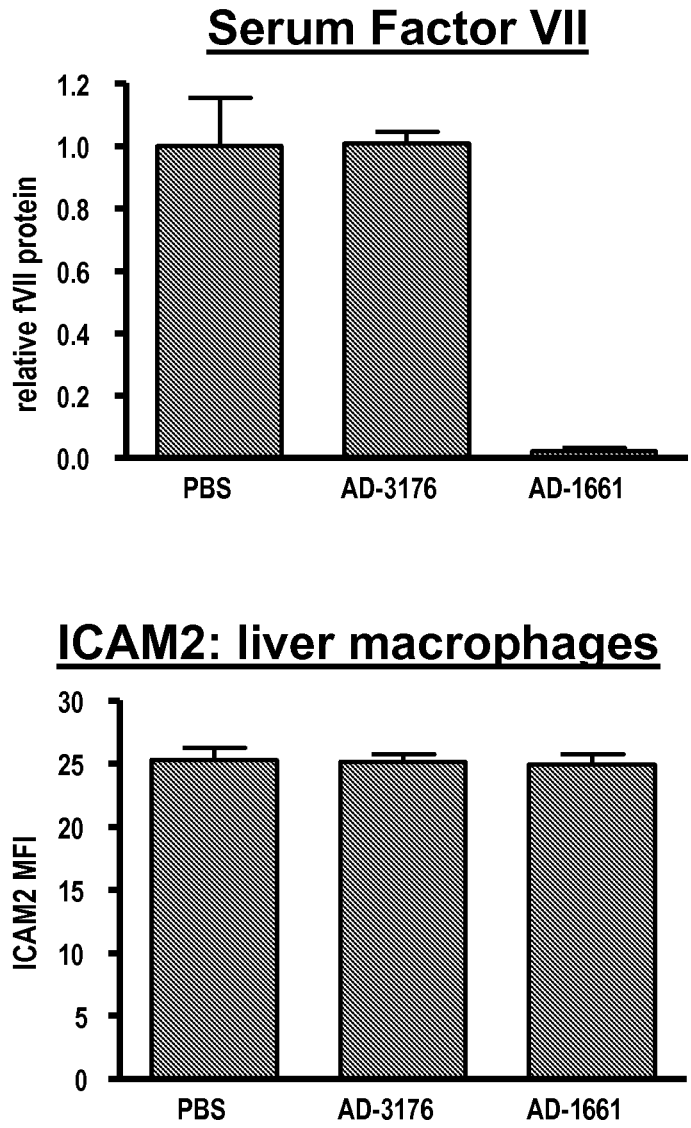 Serum Factor VII
relative fVII protein
1.2
1.0
0.8
0.6
0.4
0.2
0.0
PBS AD-3176 AD-1661
ICAM2: liver macrophages
ICAM2 MFI
30
25
20
15
10
5
0
PBS AD-3176 AD-1661